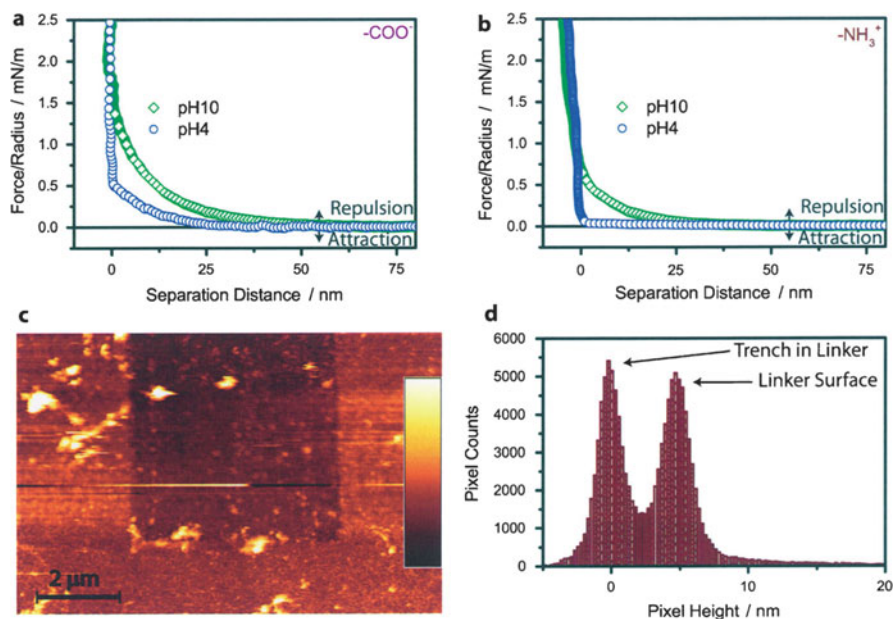 a
-COO⁻
2.5
2.0
1.5
1.0
0.5
0.0
Force/Radius / mN/m
pH10
pH4
Repulsion
Attraction
0
25
50
75
Separation Distance / nm
b
-NH₃⁺
2.5
2.0
1.5
1.0
0.5
0.0
Force/Radius / mN/m
pH10
pH4
Repulsion
Attraction
0
25
50
75
Separation Distance / nm
c
2 μm
d
6000
5000
4000
3000
2000
1000
0
Pixel Counts
Trench in Linker
Linker Surface
0
10
20
Pixel Height / nm